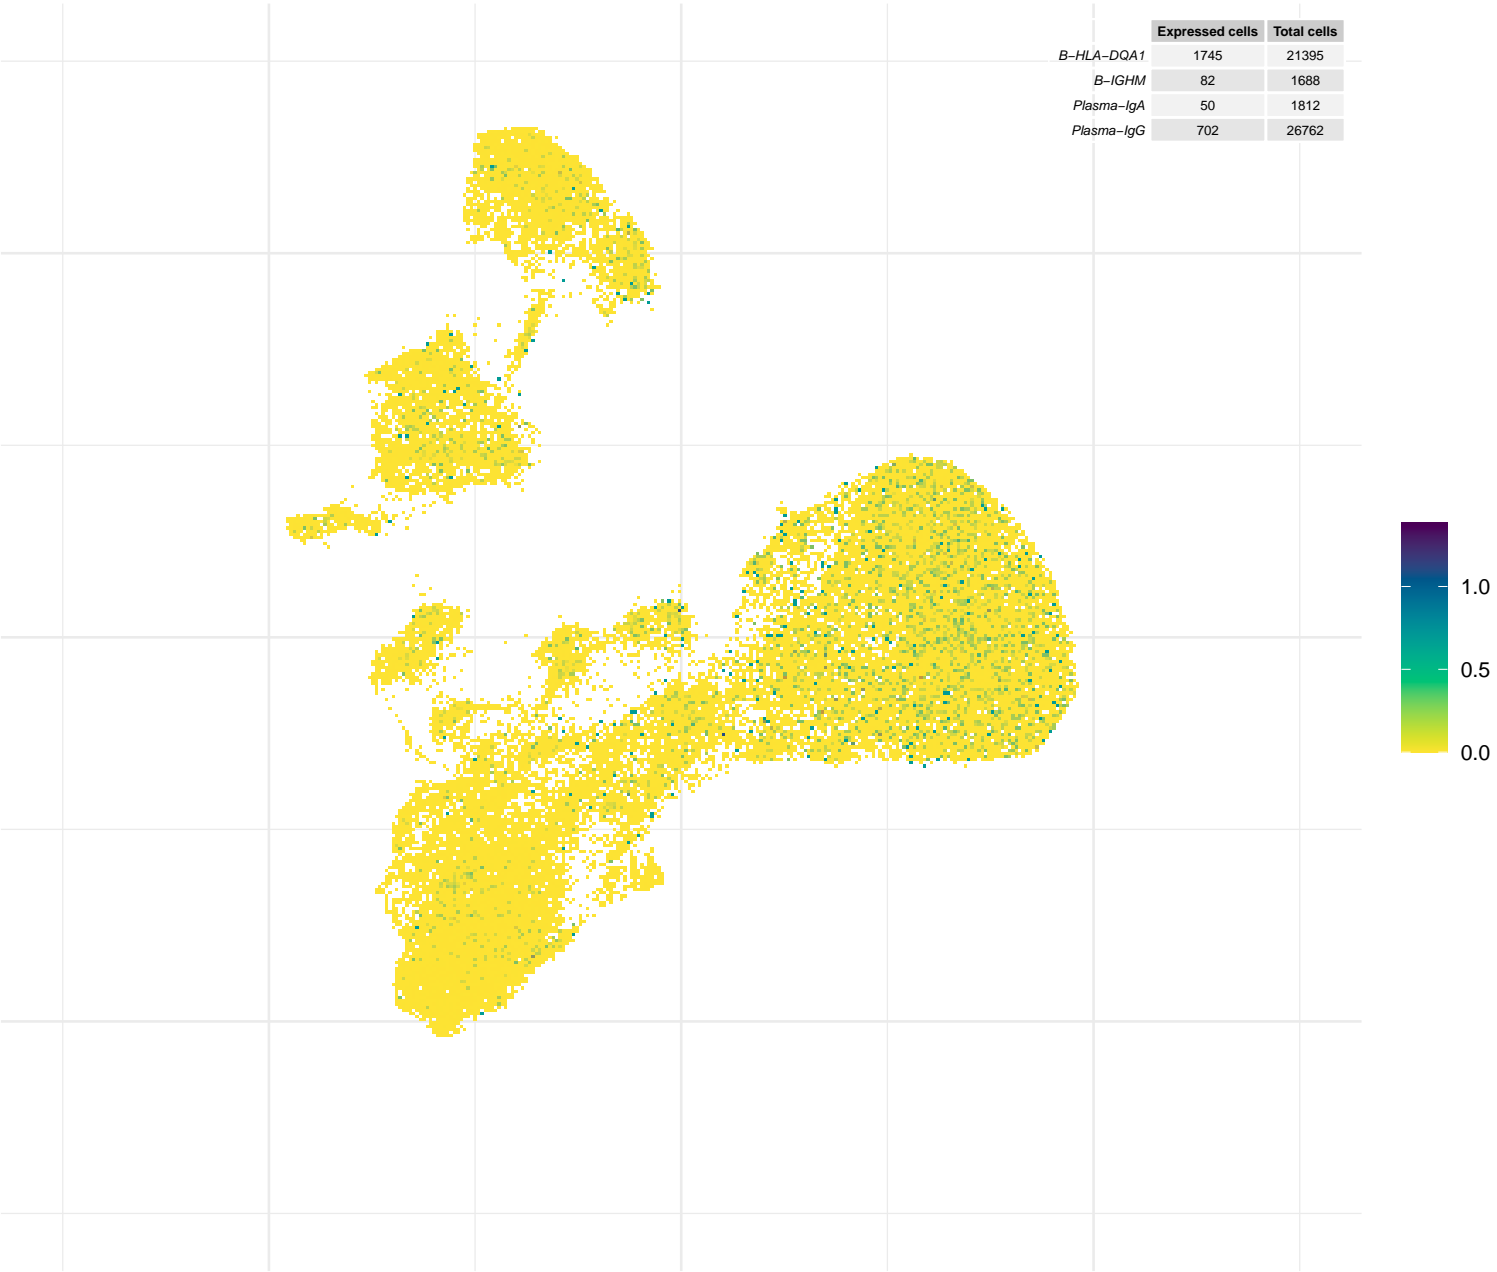 Expressed cells Total cells
B−HLA−DQA1 1745 21395
B−IGHM 82 1688
Plasma−IgA 50 1812
Plasma−IgG 702 26762
1.0
0.5
0.0